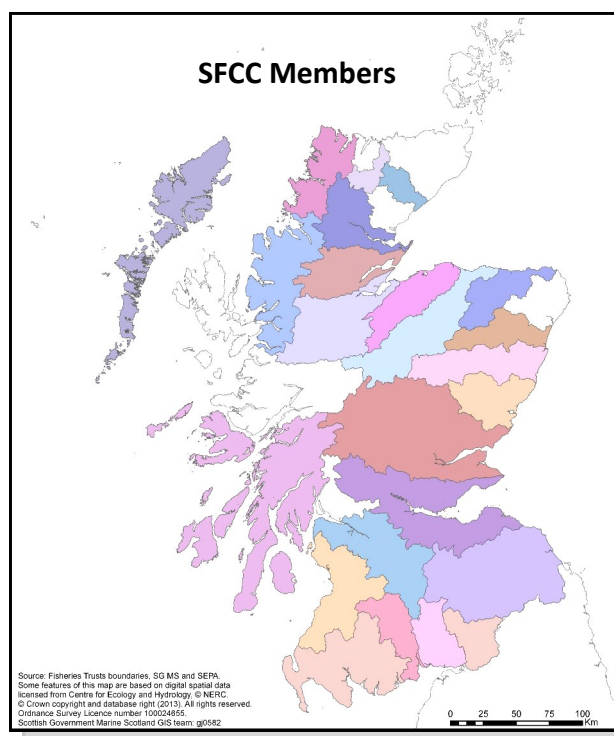 SFCC Members
Source: Fisheries Trusts boundaries, SG MS and SEPA.
Some features of this map are based on digital spatial data
licensed from Centre for Ecology and Hydrology, © NERC.
© Crown copyright and database right (2013). All rights reserved.
Ordnance Survey Licence number 100024655.
Scottish Government Marine Scotland GIS team: gj0582
0 25 50 75 100
Km